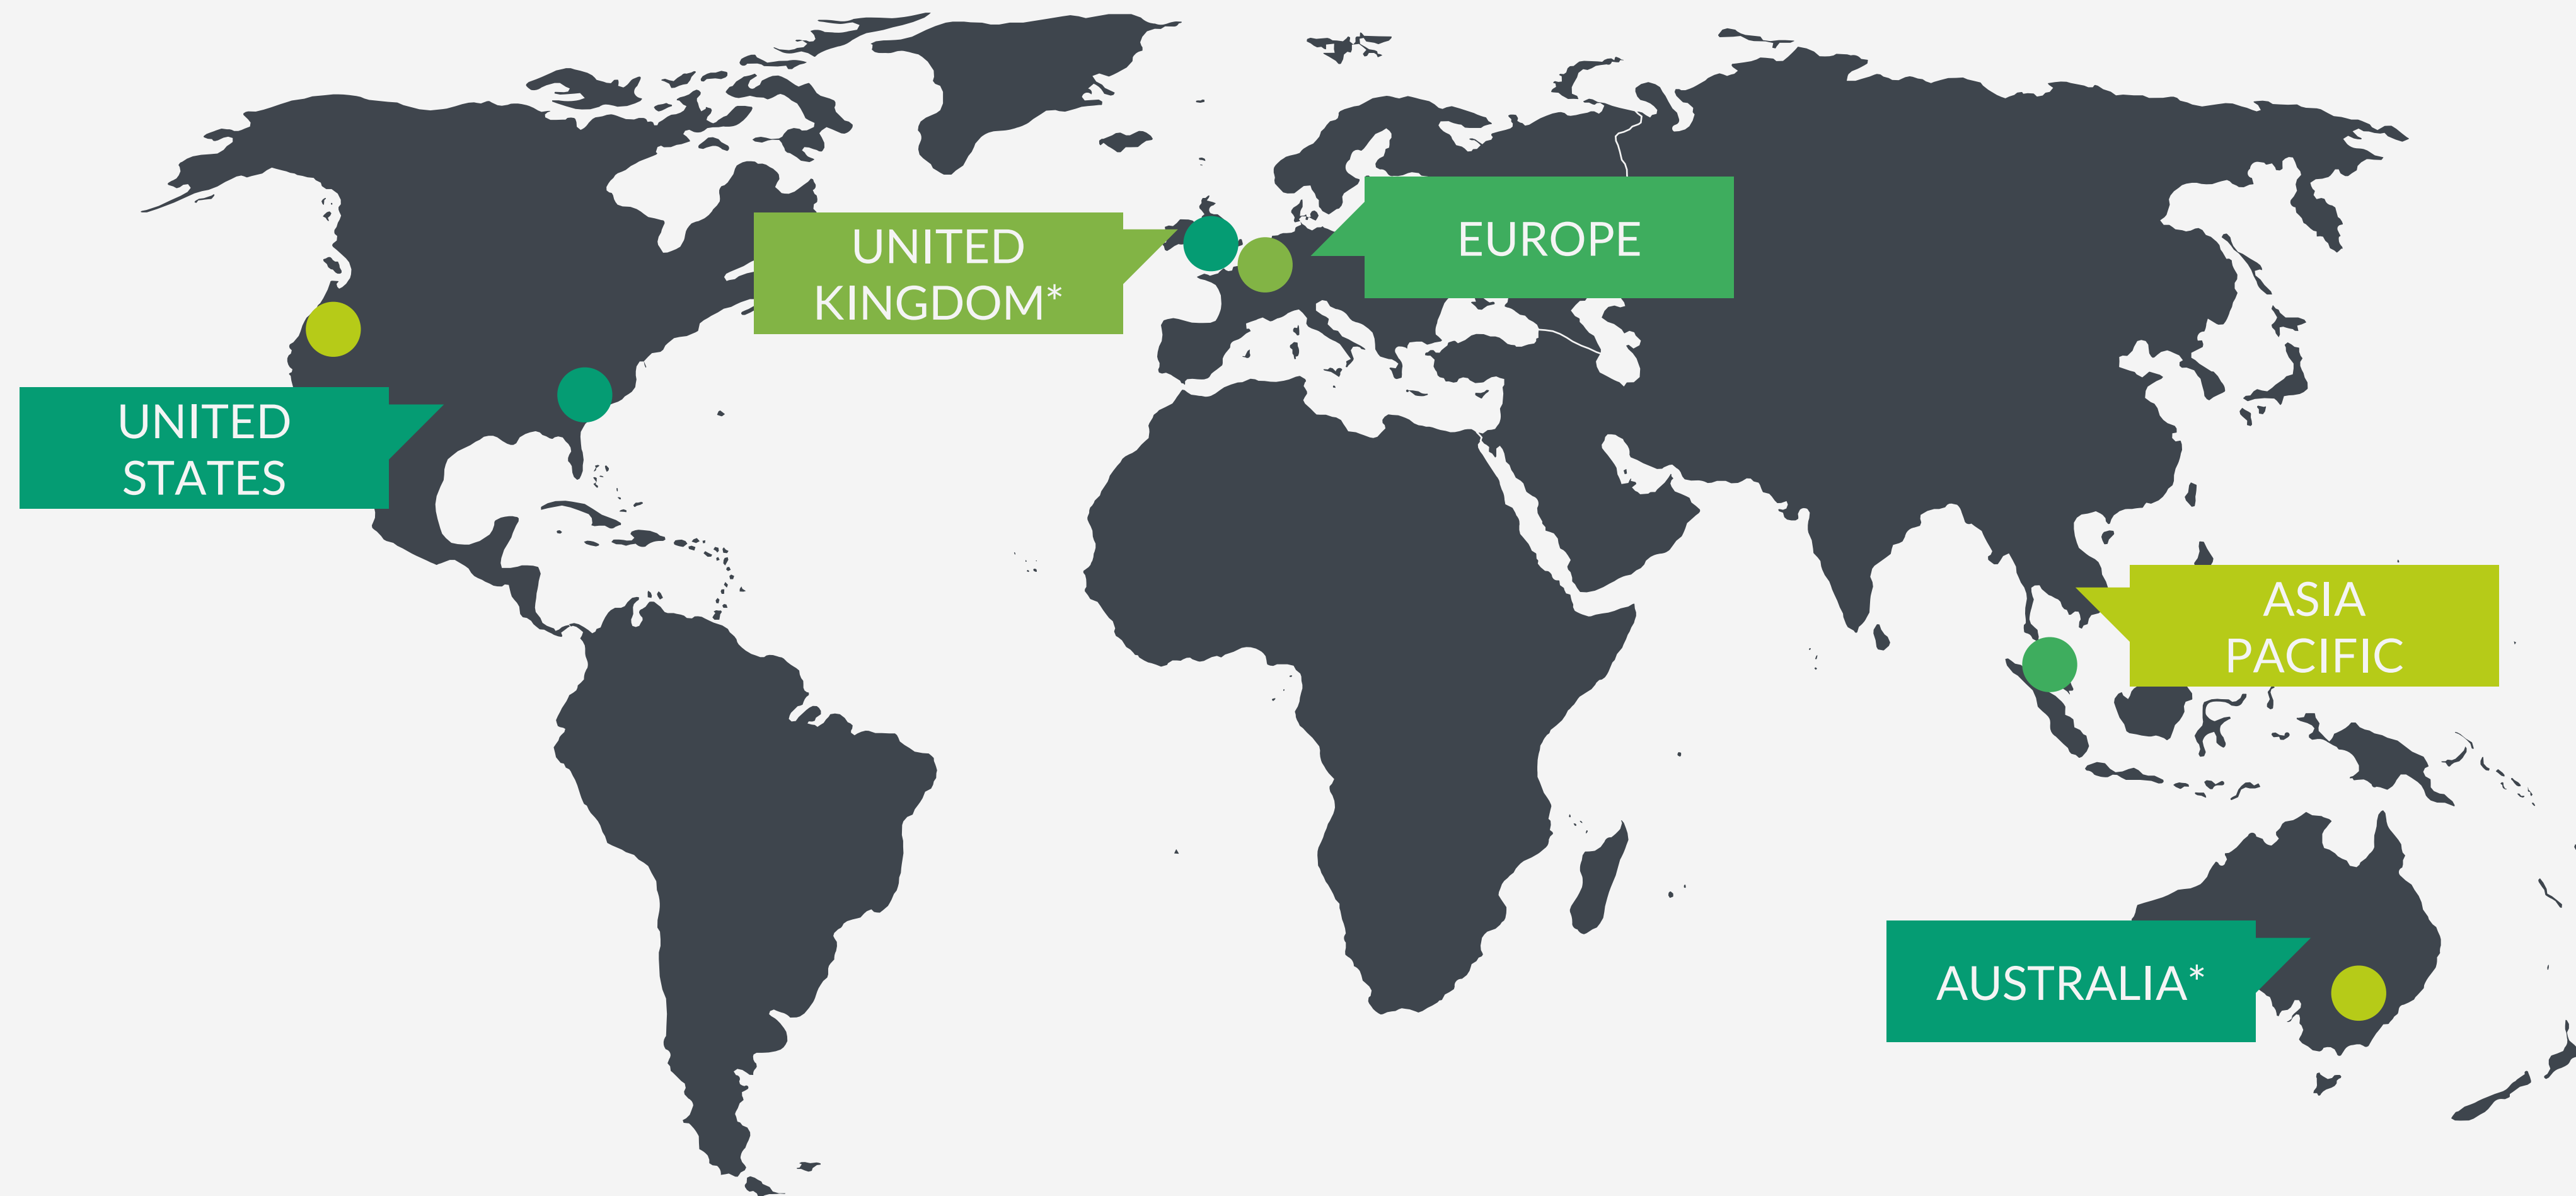 UNITED
KINGDOM*
EUROPE
UNITED
STATES
ASIA
PACIFIC
AUSTRALIA*